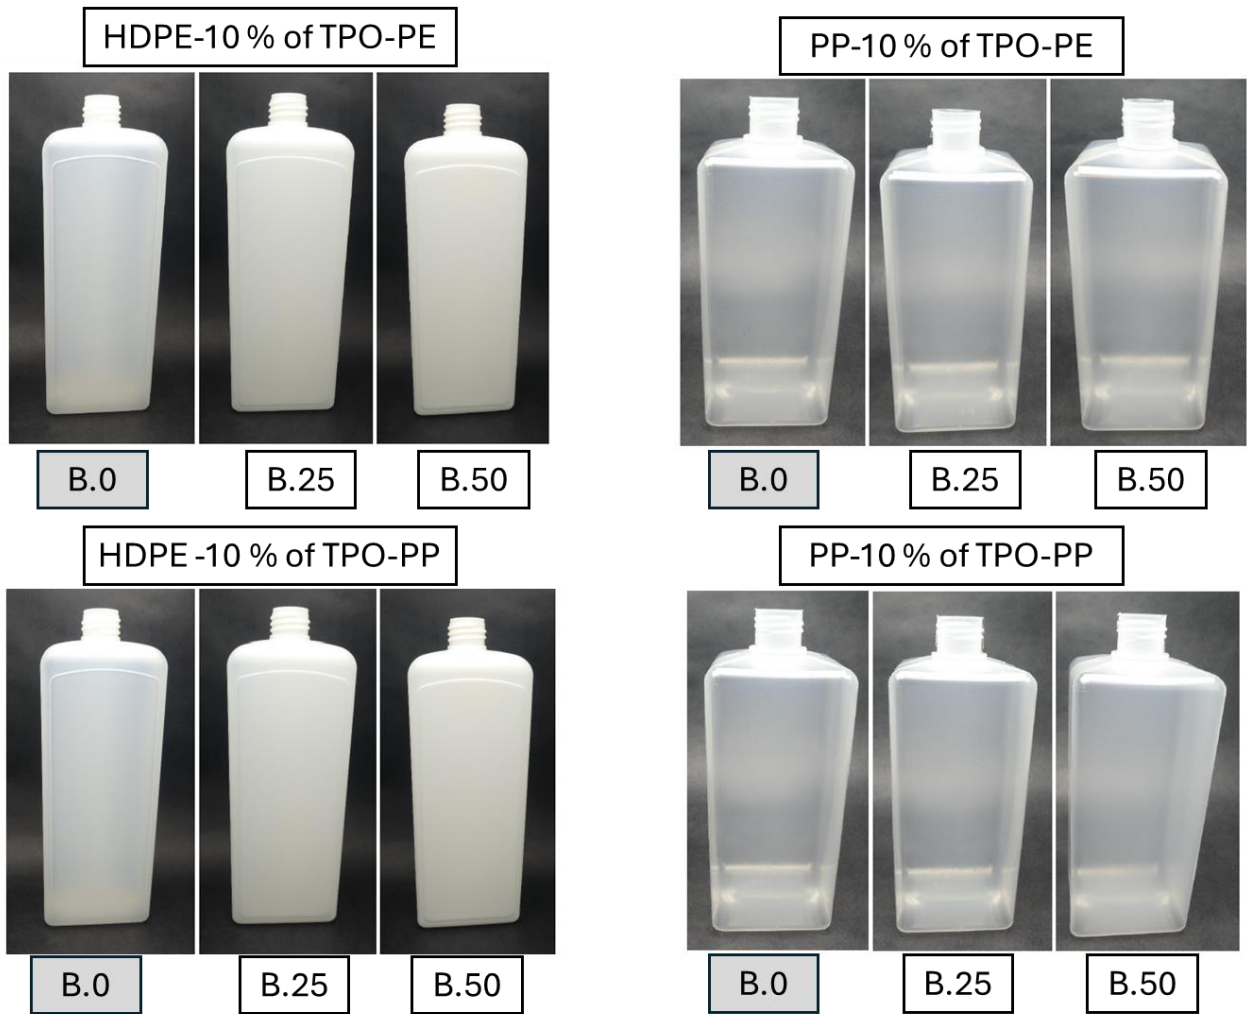 HDPE-10 % of TPO-PE
B.0
B.25
B.50
PP-10 % of TPO-PE
B.0
B.25
B.50
HDPE -10 % of TPO-PP
B.0
B.25
B.50
PP-10 % of TPO-PP
B.0
B.25
B.50